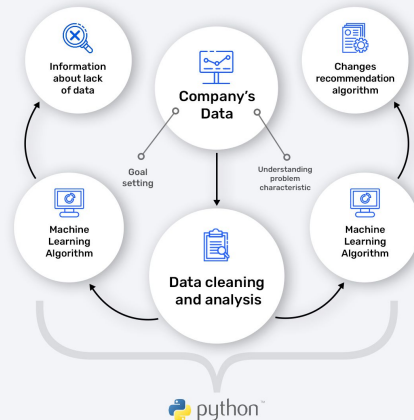 Information
about lack
of data
Company's
Data
Changes
recommendation
algorithm
Goal
setting
Understanding
problem
characteristic
Machine
Learning
Algorithm
Data cleaning
and analysis
Machine
Learning
Algorithm
python™